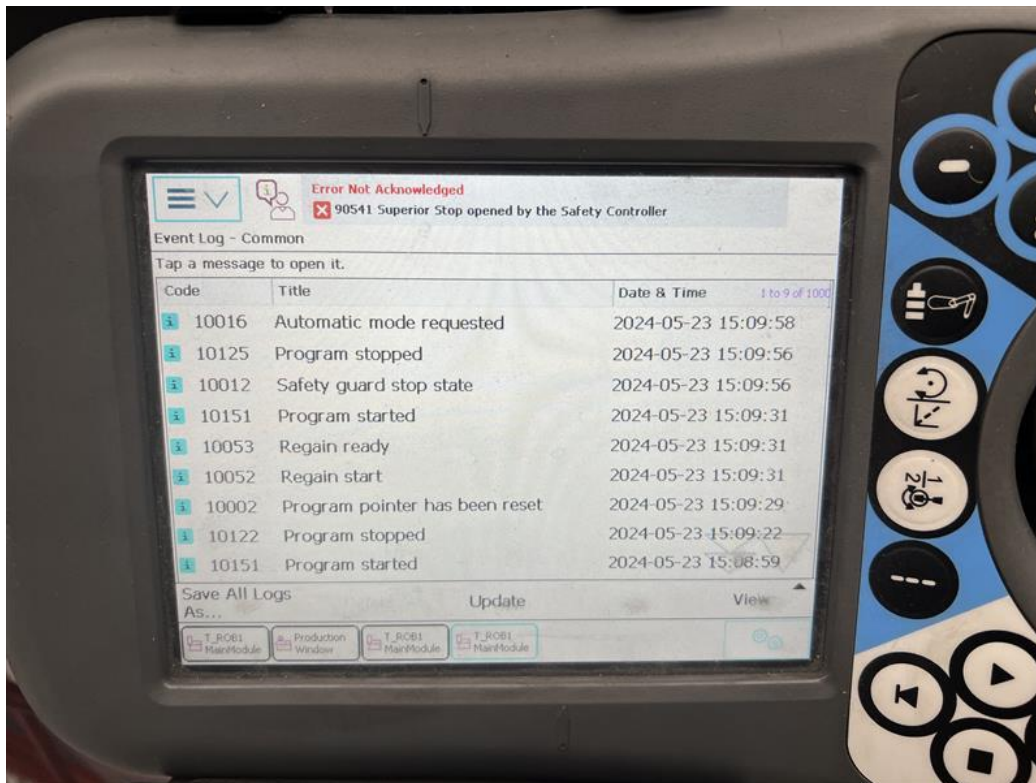 Error Not Acknowledged
90541 Superior Stop opened by the Safety Controller
Event Log - Common
Tap a message to open it.
Code Title Date & Time 1 to 9 of 1000
10016 Automatic mode requested 2024-05-23 15:09:58
10125 Program stopped 2024-05-23 15:09:56
10012 Safety guard stop state 2024-05-23 15:09:56
10151 Program started 2024-05-23 15:09:31
10053 Regain ready 2024-05-23 15:09:31
10052 Regain start 2024-05-23 15:09:31
10002 Program pointer has been reset 2024-05-23 15:09:29
10122 Program stopped 2024-05-23 15:09:22
10151 Program started 2024-05-23 15:08:59
Save All Logs
As... Update View
T_ROB1 Production T_ROB1 T_ROB1
MainModule Window MainModule MainModule
1
2